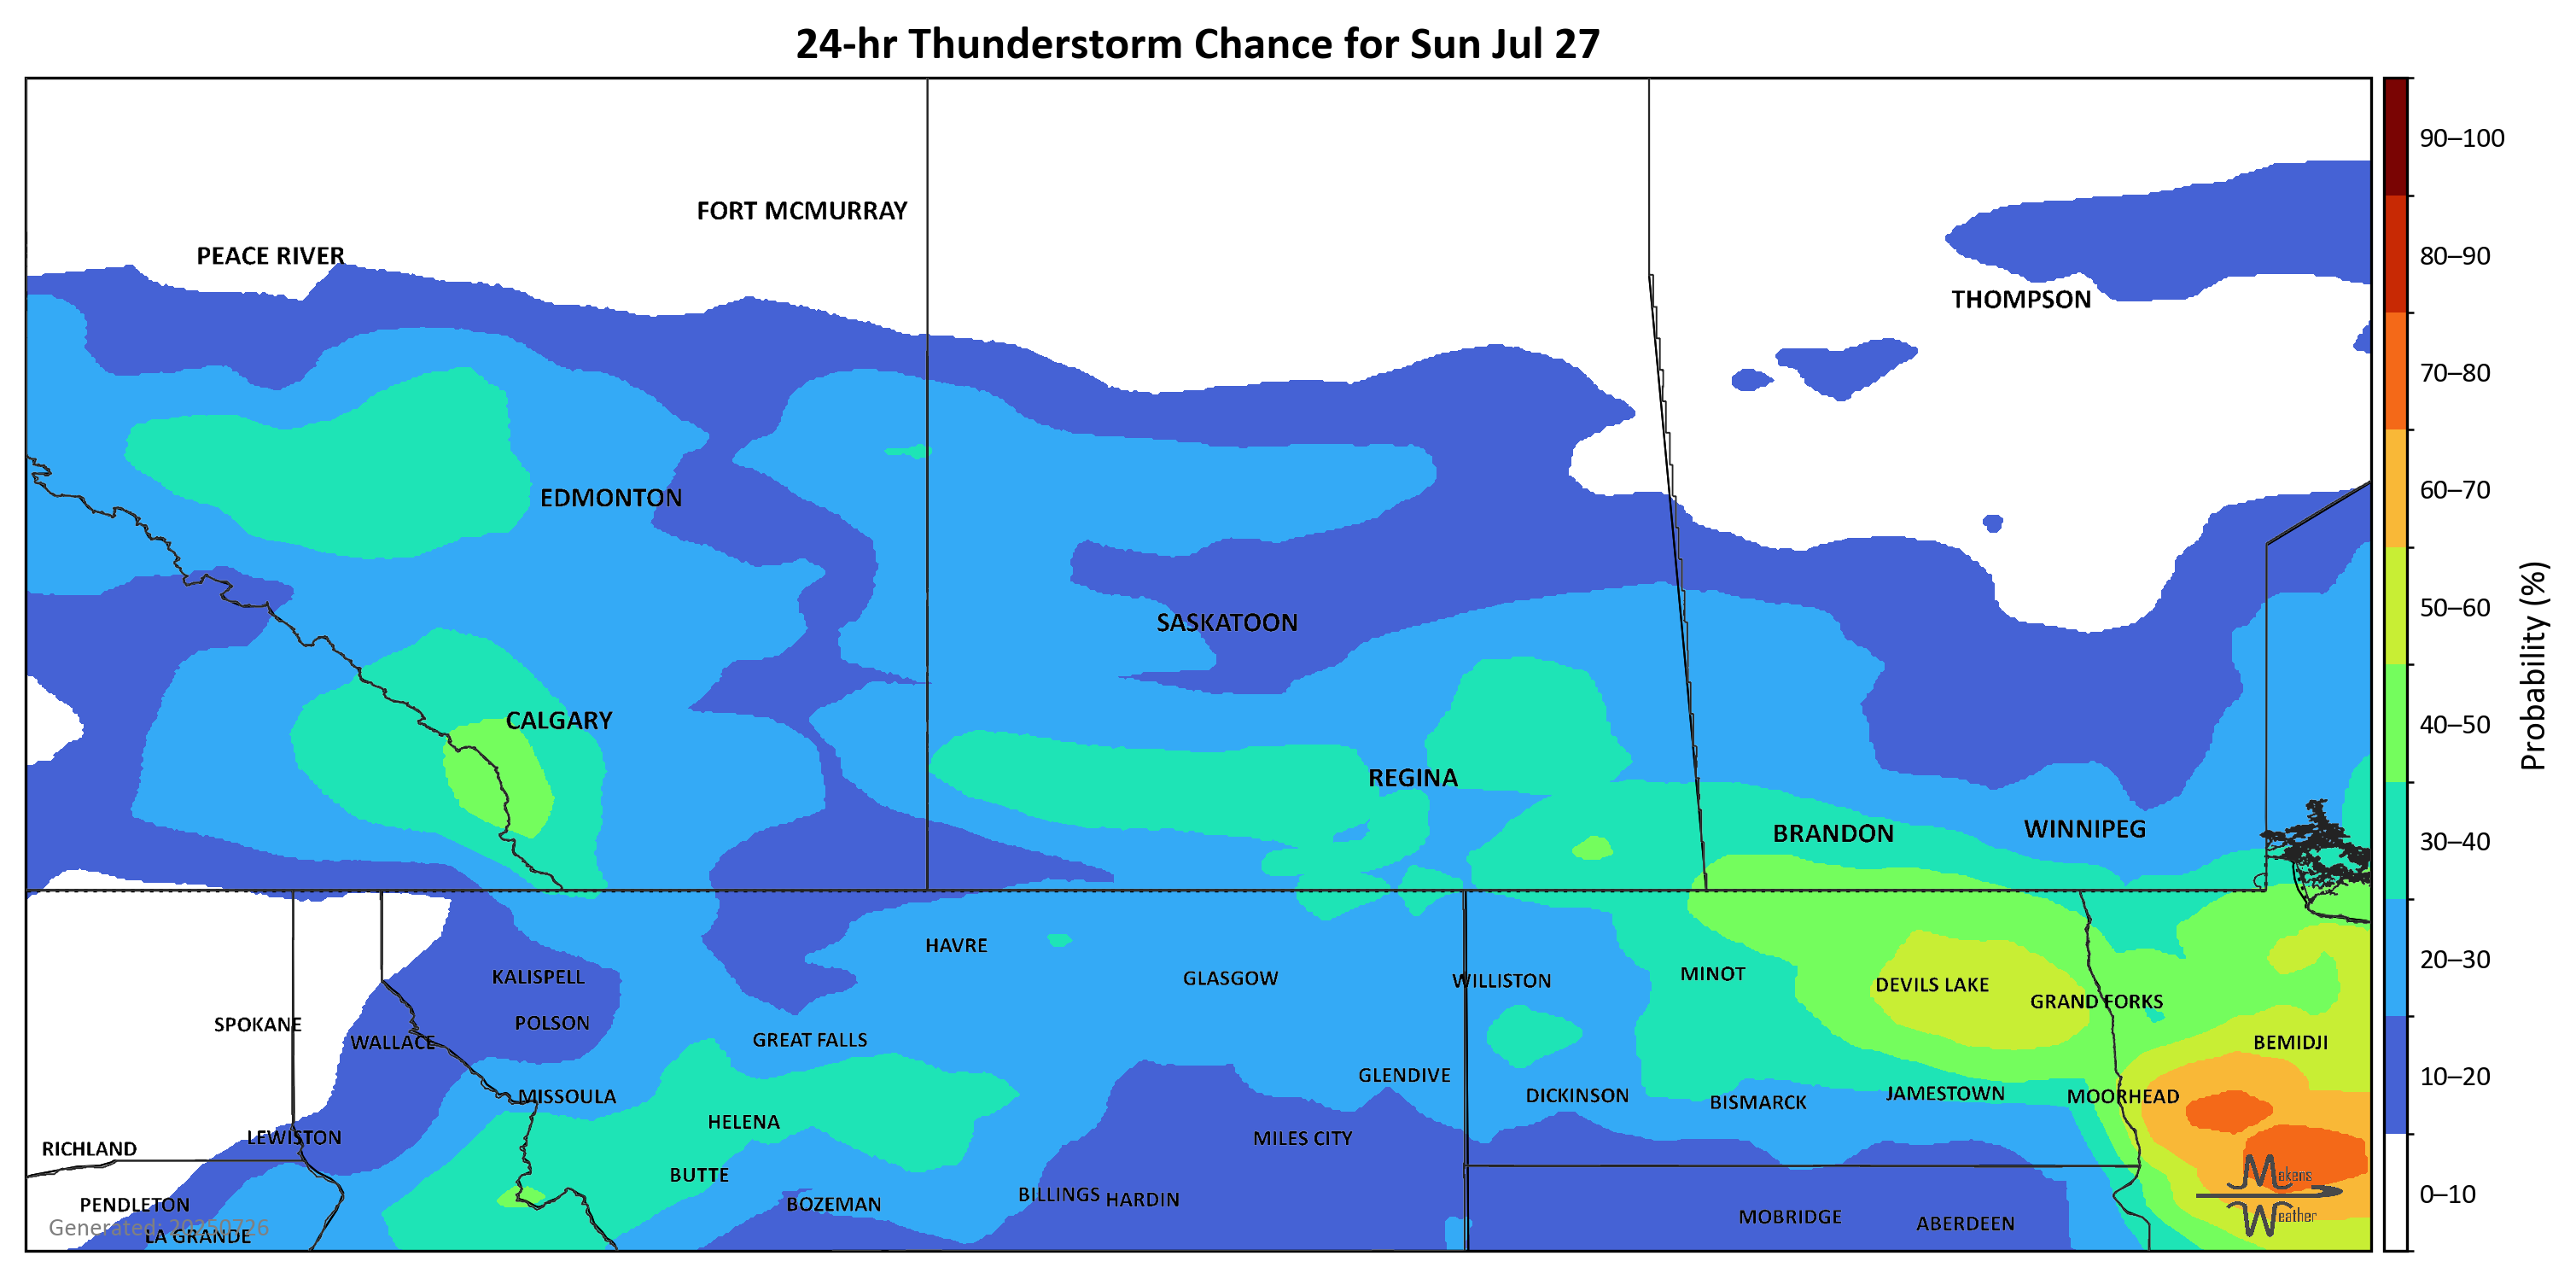 24-hr Thunderstorm Chance for Sun Jul 27
90–100
FORT MCMURRAY
PEACE RIVER
80–90
THOMPSON
70–80
EDMONTON
60–70
SASKATOON
50–60
Probability (%)
CALGARY
40–50
REGINA
BRANDON
WINNIPEG
30–40
HAVRE
20–30
KALISPELL
GLASGOW
WILLISTON
MINOT
DEVILS LAKE
GRAND FORKS
SPOKANE
POLSON
WALLACE
GREAT FALLS
BEMIDJI
GLENDIVE
10–20
MISSOULA
DICKINSON
BISMARCK
JAMESTOWN
MOORHEAD
HELENA
LEWISTON
MILES CITY
RICHLAND
BUTTE
Makens
Weather
0–10
PENDLETON
BOZEMAN
BILLINGS
HARDIN
MOBRIDGE
ABERDEEN
Generated: 20250726
LA GRANDE